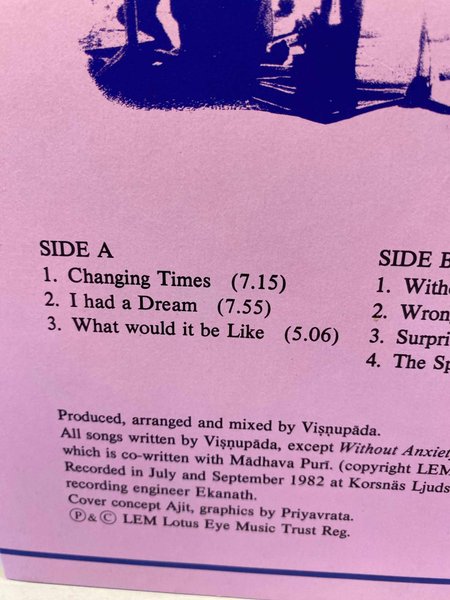 SIDE A
1. Changing Times (7.15)
2. I had a Dream (7.55)
3. What would it be Like (5.06)
SIDE
1.
2.
3.
4. The
Produced, arranged and mixed by Viṣṇupāda.
All songs written by Viṣṇupāda, except Without
which is co-written with Mādhava Purī. (copyright LEM
Recorded in July and September 1982 at Korsnäs
recording engineer Ekanath.
Cover concept Ajit, graphics by Priyavrata.
Ⓟ & Ⓒ LEM Lotus Eye Music Trust Reg.